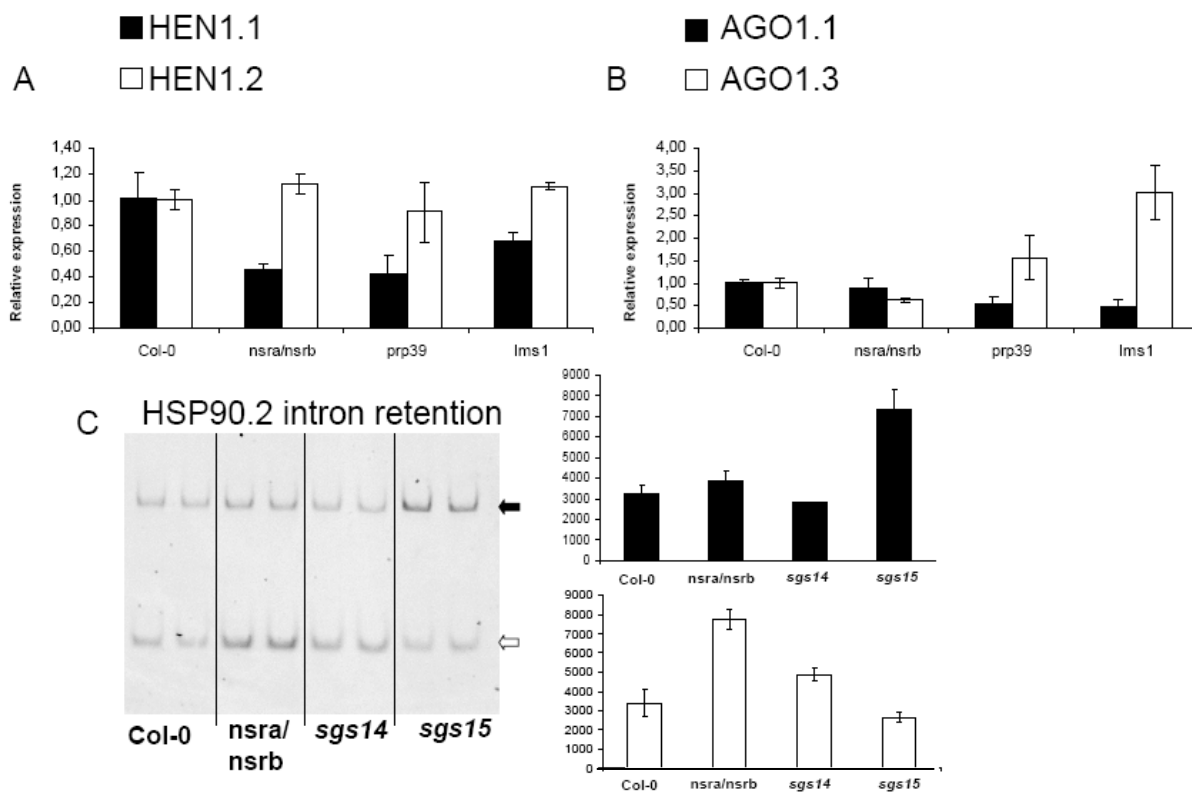 ■ HEN1.1
□ HEN1.2
A
■ AGO1.1
□ AGO1.3
B
Relative expression
1,40
1,20
1,00
0,80
0,60
0,40
0,20
0,00
Col-0 nsra/nsrb prp39 lms1
Relative expression
4,00
3,50
3,00
2,50
2,00
1,50
1,00
0,50
0,00
Col-0 nsra/nsrb prp39 lms1
C
HSP90.2 intron retention
Col-0 nsra/ sgs14 sgs15
nsrb
9000
8000
7000
6000
5000
4000
3000
2000
1000
0
Col-0 nsra/nsrb sgs14 sgs15
9000
8000
7000
6000
5000
4000
3000
2000
1000
0
Col-0 nsra/nsrb sgs14 sgs15